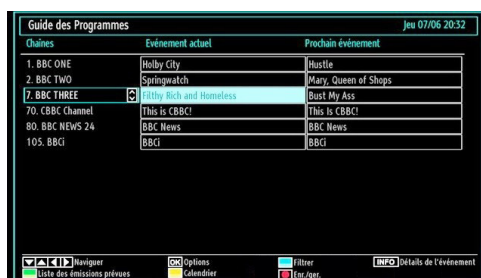 Guide des Programmes Jeu 07/06 20:32
Chaînes Evénement actuel Prochain événement
1. BBC ONE Holby City Hustle
2. BBC TWO Springwatch Mary, Queen of Shops
7. BBC THREE Filthy Rich and Homeless Bust My Ass
70. CBBC Channel This is CBBC! This Is CBBC!
80. BBC NEWS 24 BBC News BBC News
105. BBCi BBCi BBCi
Naviguer OK Options Filtrer INFO Détails de l'événement
Liste des émissions prévues Calendrier Enr./ger.